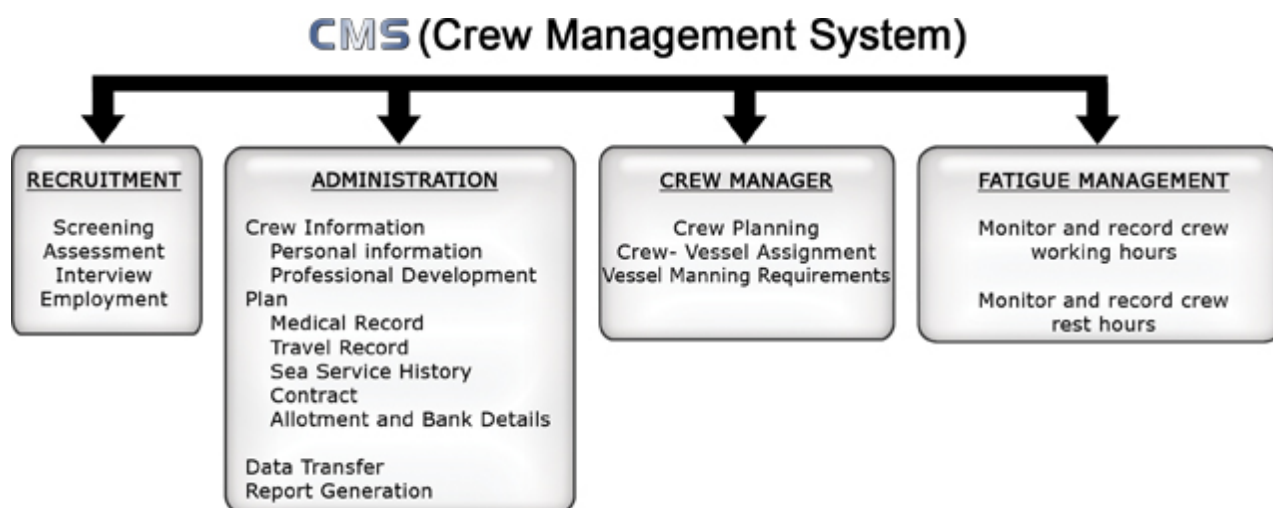 CMS (Crew Management System)
RECRUITMENT
Screening
Assessment
Interview
Employment
ADMINISTRATION
Crew Information
Personal information
Professional Development
Plan
Medical Record
Travel Record
Sea Service History
Contract
Allotment and Bank Details
Data Transfer
Report Generation
CREW MANAGER
Crew Planning
Crew- Vessel Assignment
Vessel Manning Requirements
FATIGUE MANAGEMENT
Monitor and record crew
working hours
Monitor and record crew
rest hours